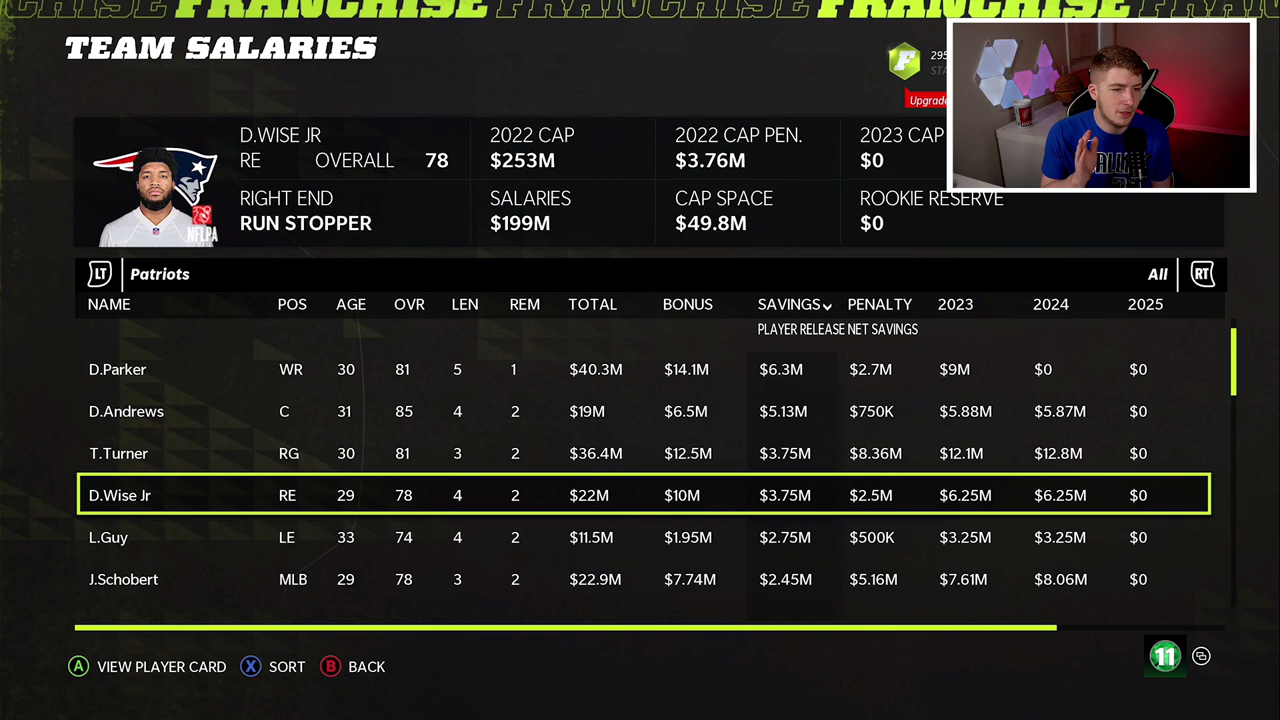 CHISE FRANCHISE FRANCHISE FRANCHISE FRAN
TEAM SALARIES
295
STA
Upgrade
D.WISE JR
RE OVERALL 78
RIGHT END
RUN STOPPER
2022 CAP
$253M
SALARIES
$199M
2022 CAP PEN.
$3.76M
CAP SPACE
$49.8M
2023 CAP
$0
ROOKIE RESERVE
$0
NFLPA
LT Patriots All RT
NAME POS AGE OVR LEN REM TOTAL BONUS SAVINGS PENALTY 2023 2024 2025
PLAYER RELEASE NET SAVINGS
D.Parker WR 30 81 5 1 $40.3M $14.1M $6.3M $2.7M $9M $0 $0
D.Andrews C 31 85 4 2 $19M $6.5M $5.13M $750K $5.88M $5.87M $0
T.Turner RG 30 81 3 2 $36.4M $12.5M $3.75M $8.36M $12.1M $12.8M $0
D.Wise Jr RE 29 78 4 2 $22M $10M $3.75M $2.5M $6.25M $6.25M $0
L.Guy LE 33 74 4 2 $11.5M $1.95M $2.75M $500K $3.25M $3.25M $0
J.Schobert MLB 29 78 3 2 $22.9M $7.74M $2.45M $5.16M $7.61M $8.06M $0
A VIEW PLAYER CARD X SORT B BACK
11